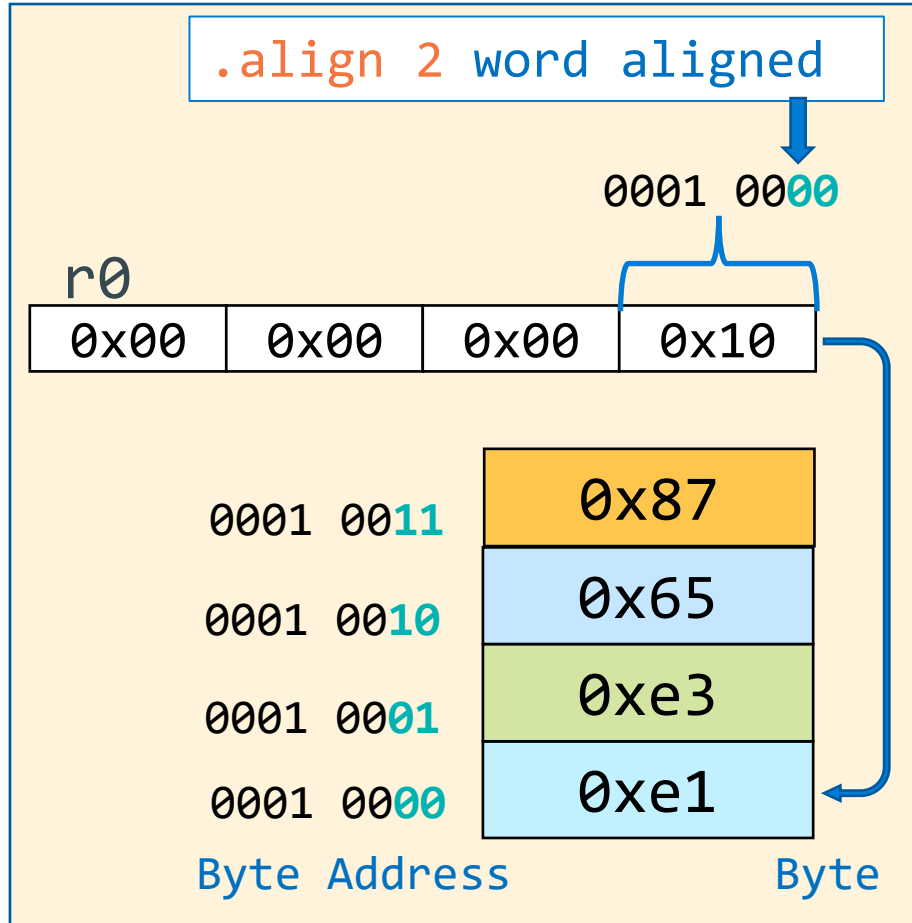 .align 2 word aligned
0001 0000
r0
0x00 0x00 0x00 0x10
0001 0011 0x87
0001 0010 0x65
0001 0001 0xe3
0001 0000 0xe1
Byte Address Byte